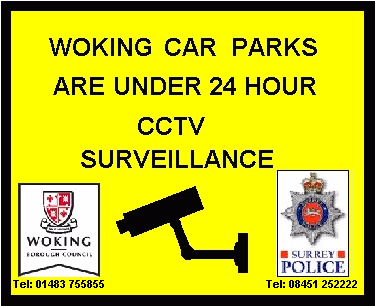 WOKING CAR PARKS
ARE UNDER 24 HOUR
CCTV
SURVEILLANCE
WOKING
BOROUGH COUNCIL
SURREY
POLICE
Tel: 01483 755855
Tel: 08451 252222